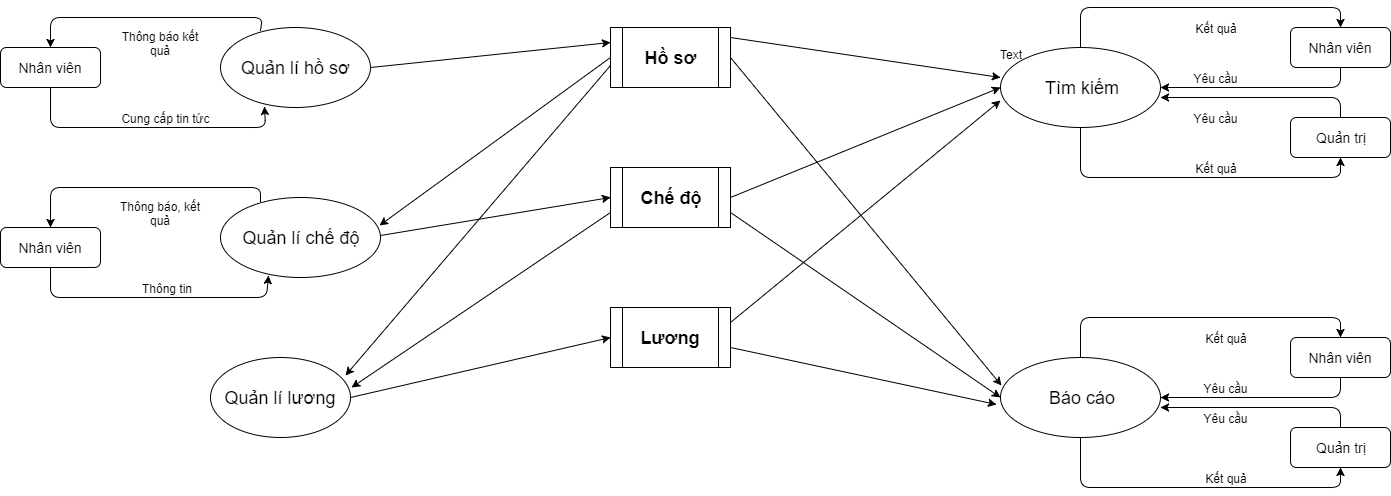 Thông báo kết
quả
Nhân viên
Quản lí hồ sơ
Cung cấp tin tức
Hồ sơ
Text
Tìm kiếm
Kết quả
Nhân viên
Yêu cầu
Yêu cầu
Quản trị
Kết quả
Thông báo, kết
quả
Nhân viên
Quản lí chế độ
Thông tin
Chế độ
Lương
Quản lí lương
Báo cáo
Kết quả
Nhân viên
Yêu cầu
Yêu cầu
Quản trị
Kết quả